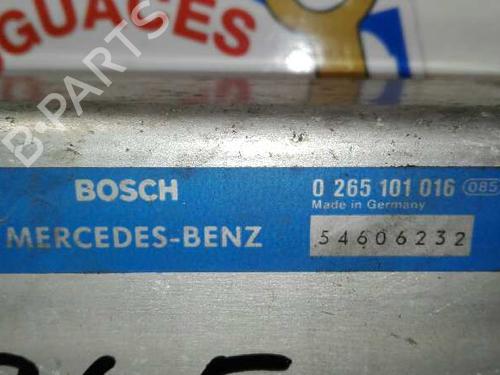 GUACES
B-PARTS
BOSCH
0 265 101 016 085
Made in Germany
MERCEDES-BENZ
54606232